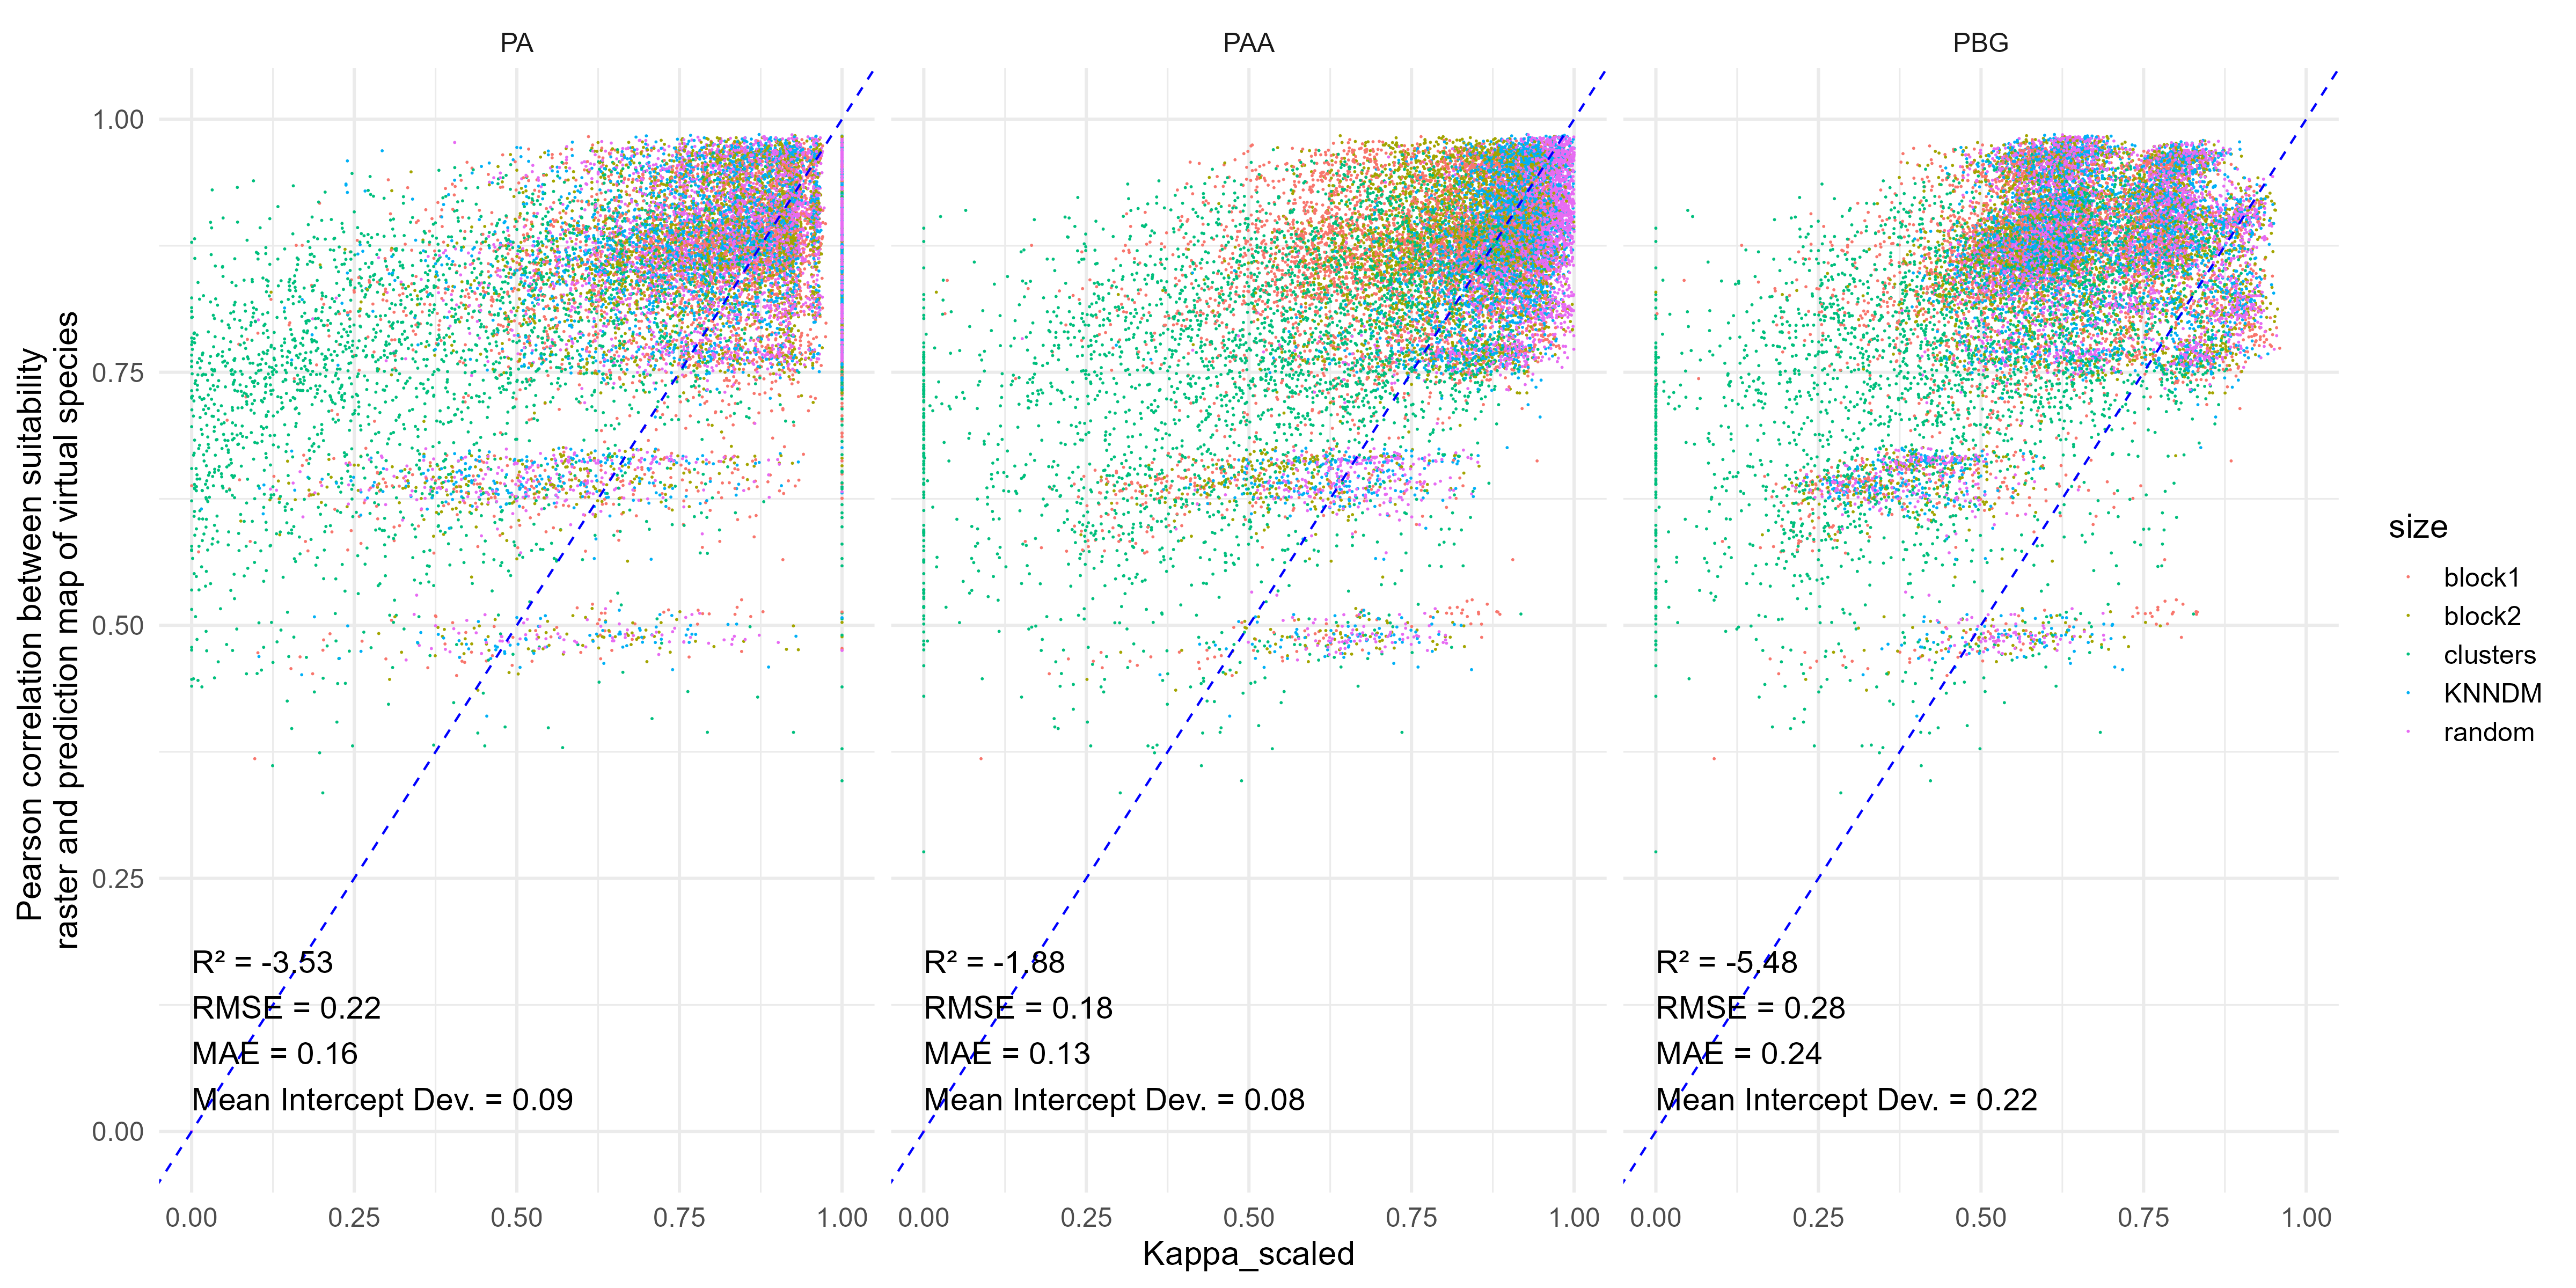 PA
PAA
PBG
Pearson correlation between suitability
raster and prediction map of virtual species
1.00
0.75
0.50
0.25
0.00
R² = -3.53
RMSE = 0.22
MAE = 0.16
Mean Intercept Dev. = 0.09
R² = -1.88
RMSE = 0.18
MAE = 0.13
Mean Intercept Dev. = 0.08
R² = -5.48
RMSE = 0.28
MAE = 0.24
Mean Intercept Dev. = 0.22
0.00 0.25 0.50 0.75 1.00
0.00 0.25 0.50 0.75 1.00
0.00 0.25 0.50 0.75 1.00
Kappa_scaled
size
block1
block2
clusters
KNNDM
random